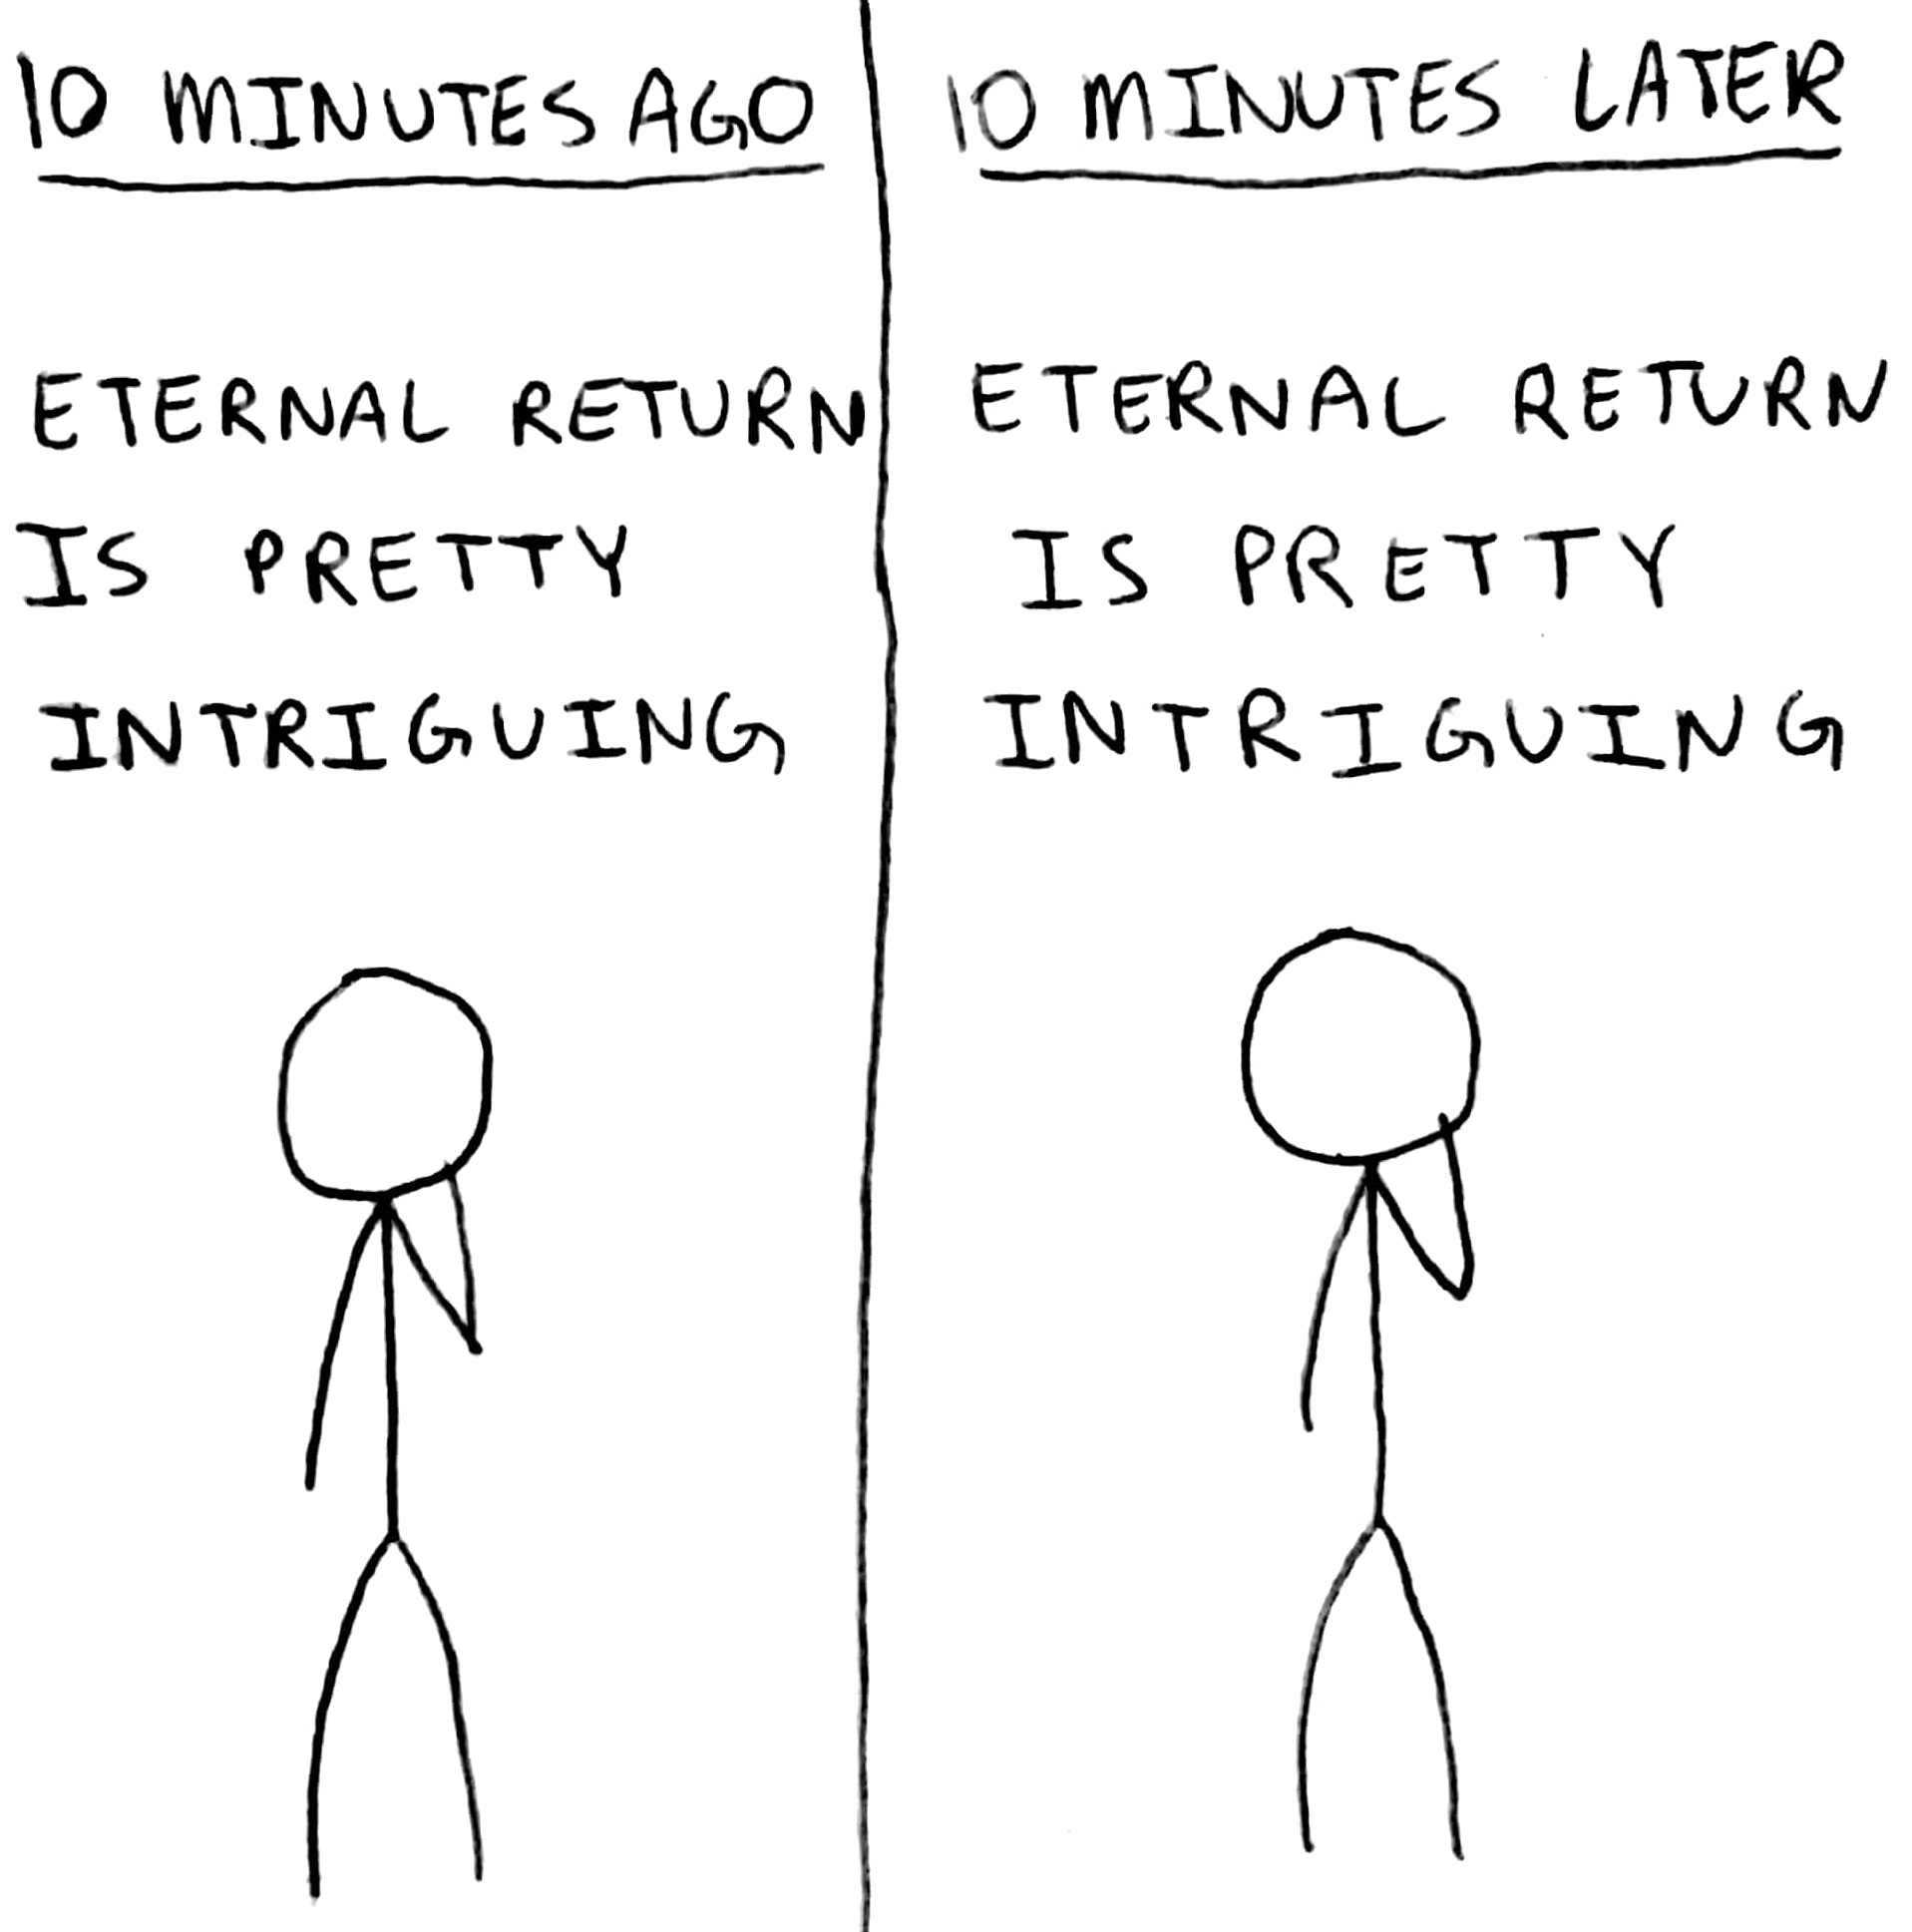 10 MINUTES AGO
ETERNAL RETURN
IS PRETTY
INTRIGUING
10 MINUTES LATER
ETERNAL RETURN
IS PRETTY
INTRIGUING